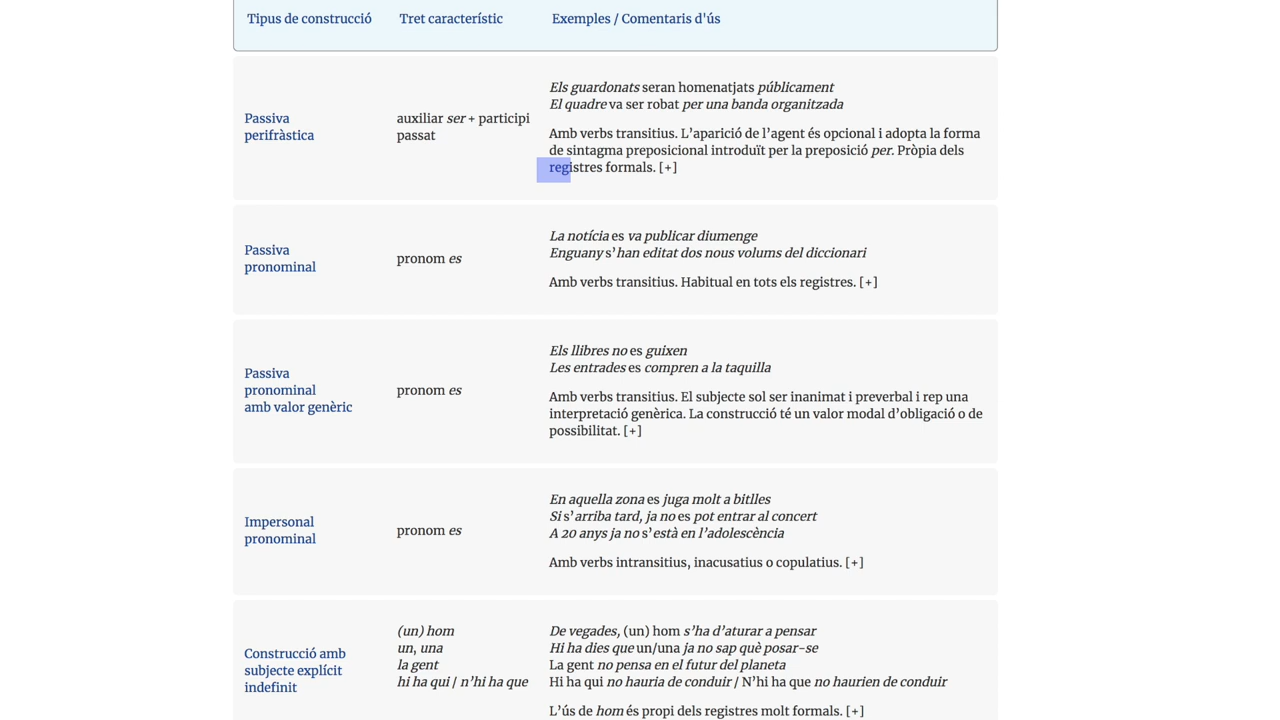 Tipus de construcció Tret característic Exemples / Comentaris d'ús
Passiva
perifràstica
auxiliar ser + participi
passat
Els guardonats seran homenatjats públicament
El quadre va ser robat per una banda organitzada
Amb verbs transitius. L’aparició de l’agent és opcional i adopta la forma
de sintagma preposicional introduït per la preposició per. Pròpia dels
registres formals. [+]
Passiva
pronominal
pronom es
La notícia es va publicar diumenge
Enguany s’han editat dos nous volums del diccionari
Amb verbs transitius. Habitual en tots els registres. [+]
Passiva
pronominal
amb valor genèric
pronom es
Els llibres no es guixen
Les entrades es compren a la taquilla
Amb verbs transitius. El subjecte sol ser inanimat i preverbal i rep una
interpretació genèrica. La construcció té un valor modal d’obligació o de
possibilitat. [+]
Impersonal
pronominal
pronom es
En aquella zona es juga molt a bitlles
Si s’arriba tard, ja no es pot entrar al concert
A 20 anys ja no s’està en l’adolescència
Amb verbs intransitius, inacusatius o copulatius. [+]
Construcció amb
subjecte explícit
indefinit
(un) hom
un, una
la gent
hi ha qui / n’hi ha que
De vegades, (un) hom s’ha d’aturar a pensar
Hi ha dies que un/una ja no sap què posar-se
La gent no pensa en el futur del planeta
Hi ha qui no hauria de conduir / N’hi ha que no haurien de conduir
L’ús de hom és propi dels registres molt formals. [+]